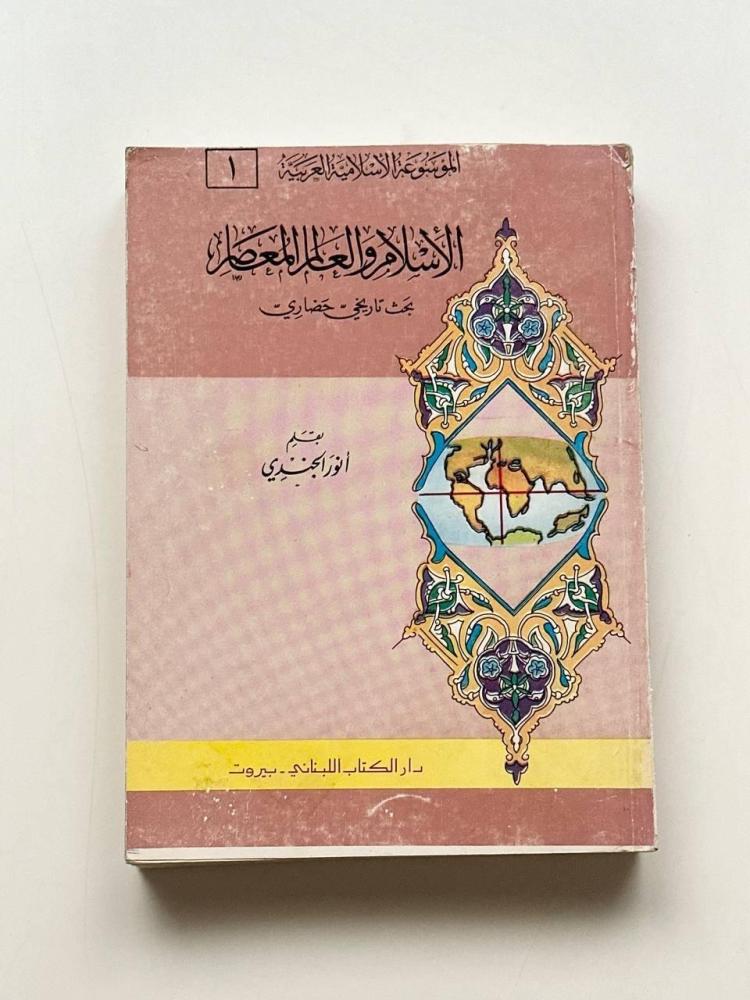 الموسوعة الإسلامية العربية ١
الإسلام والعالم المعاصر
بحث تاريخيّ حضاريّ
بقلم
أنور الجندي
دار الكتاب اللبناني - بيروت